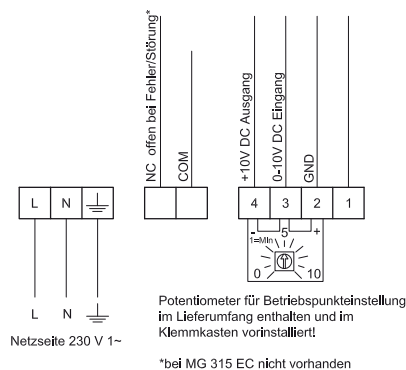 NC offen bei Fehler/Störung*
COM
+10V DC Ausgang
0-10V DC Eingang
GND
L N
4 3 2 1
- 5 +
1=MIn
0 10
L N
Netzseite 230 V 1~
Potentiometer für Betriebspunkteinstellung
im Lieferumfang enthalten und im
Klemmkasten vorinstalliert!
*bei MG 315 EC nicht vorhanden